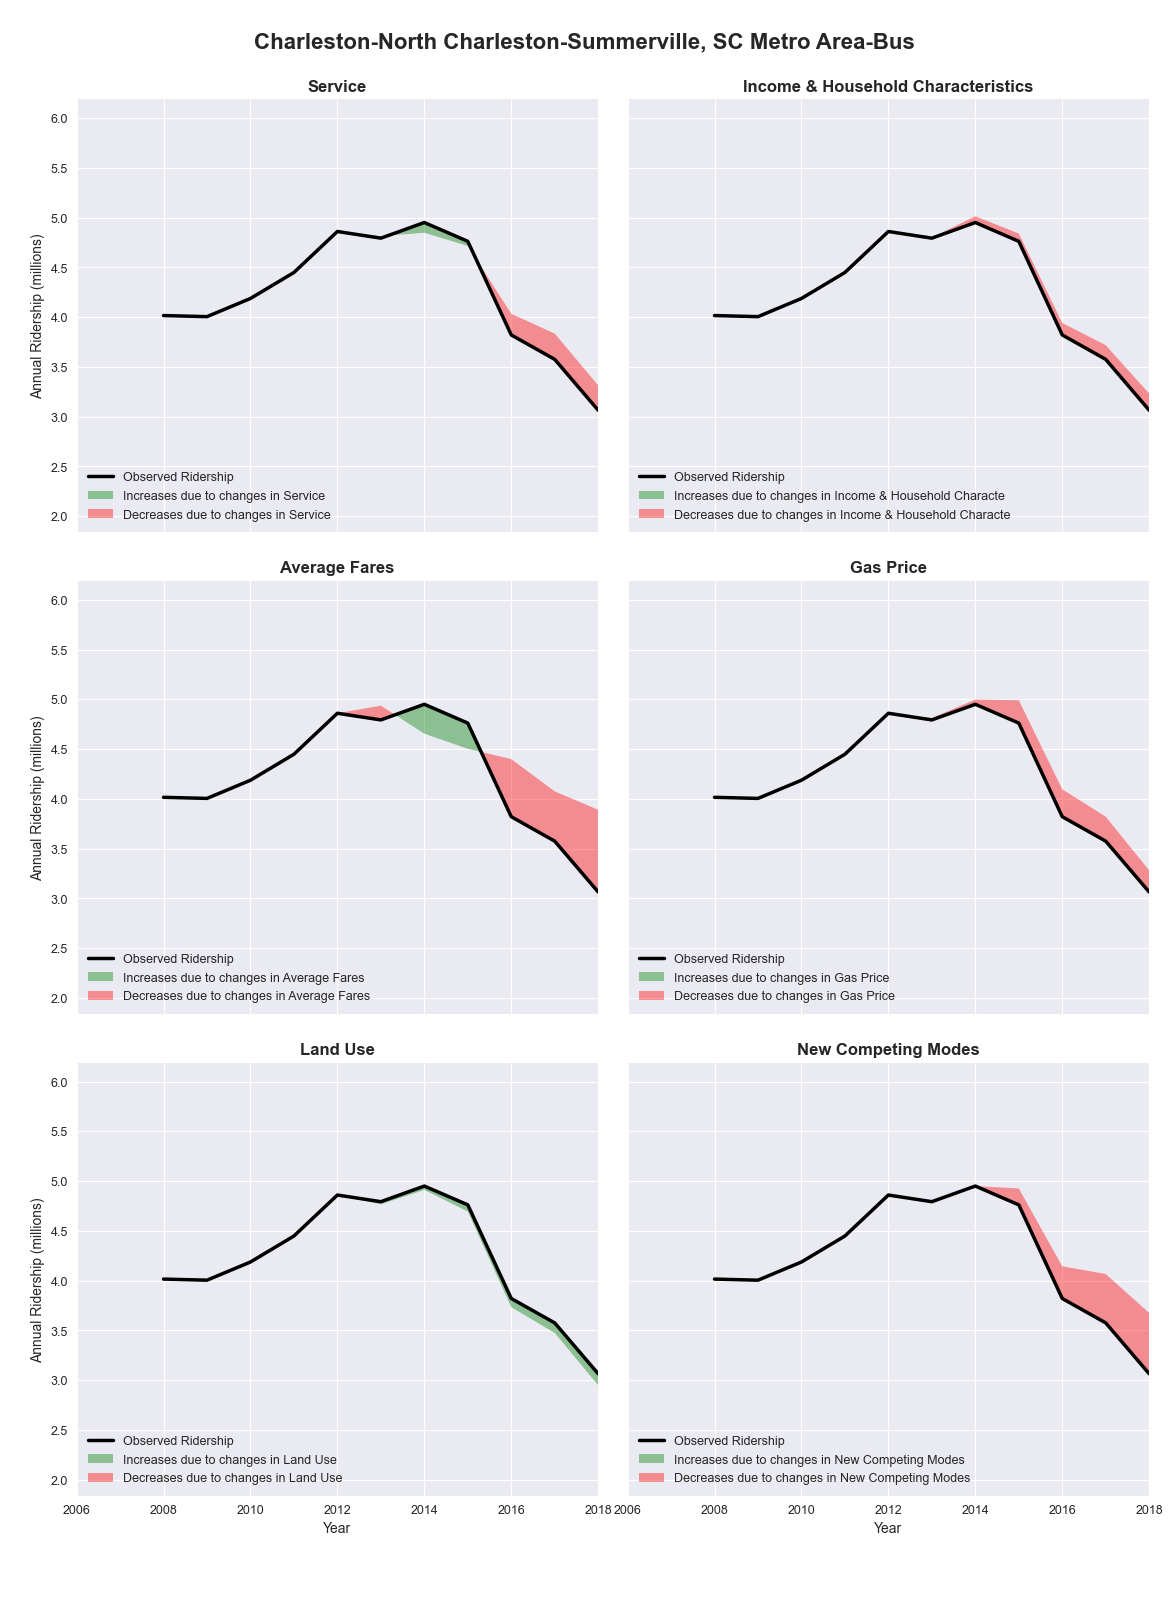 Charleston-North Charleston-Summerville, SC Metro Area-Bus
Service
6.0
5.5
5.0
4.5
4.0
3.5
3.0
2.5
2.0
Annual Ridership (millions)
Observed Ridership
Increases due to changes in Service
Decreases due to changes in Service
Income & Household Characteristics
Observed Ridership
Increases due to changes in Income & Household Characte
Decreases due to changes in Income & Household Characte
Average Fares
6.0
5.5
5.0
4.5
4.0
3.5
3.0
2.5
2.0
Annual Ridership (millions)
Observed Ridership
Increases due to changes in Average Fares
Decreases due to changes in Average Fares
Gas Price
Observed Ridership
Increases due to changes in Gas Price
Decreases due to changes in Gas Price
Land Use
6.0
5.5
5.0
4.5
4.0
3.5
3.0
2.5
2.0
Annual Ridership (millions)
Observed Ridership
Increases due to changes in Land Use
Decreases due to changes in Land Use
2006 2008 2010 2012 2014 2016 2018
Year
New Competing Modes
Observed Ridership
Increases due to changes in New Competing Modes
Decreases due to changes in New Competing Modes
2006 2008 2010 2012 2014 2016 2018
Year